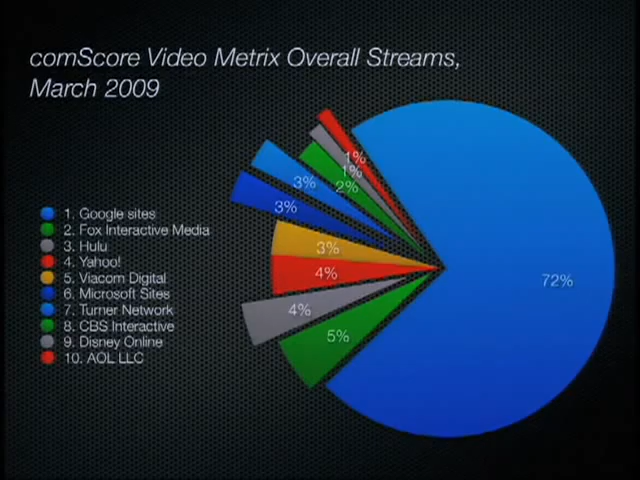 comScore Video Metrix Overall Streams,
March 2009
1. Google sites
2. Fox Interactive Media
3. Hulu
4. Yahoo!
5. Viacom Digital
6. Microsoft Sites
7. Turner Network
8. CBS Interactive
9. Disney Online
10. AOL LLC
1%
1%
2%
3%
3%
3%
4%
4%
5%
72%